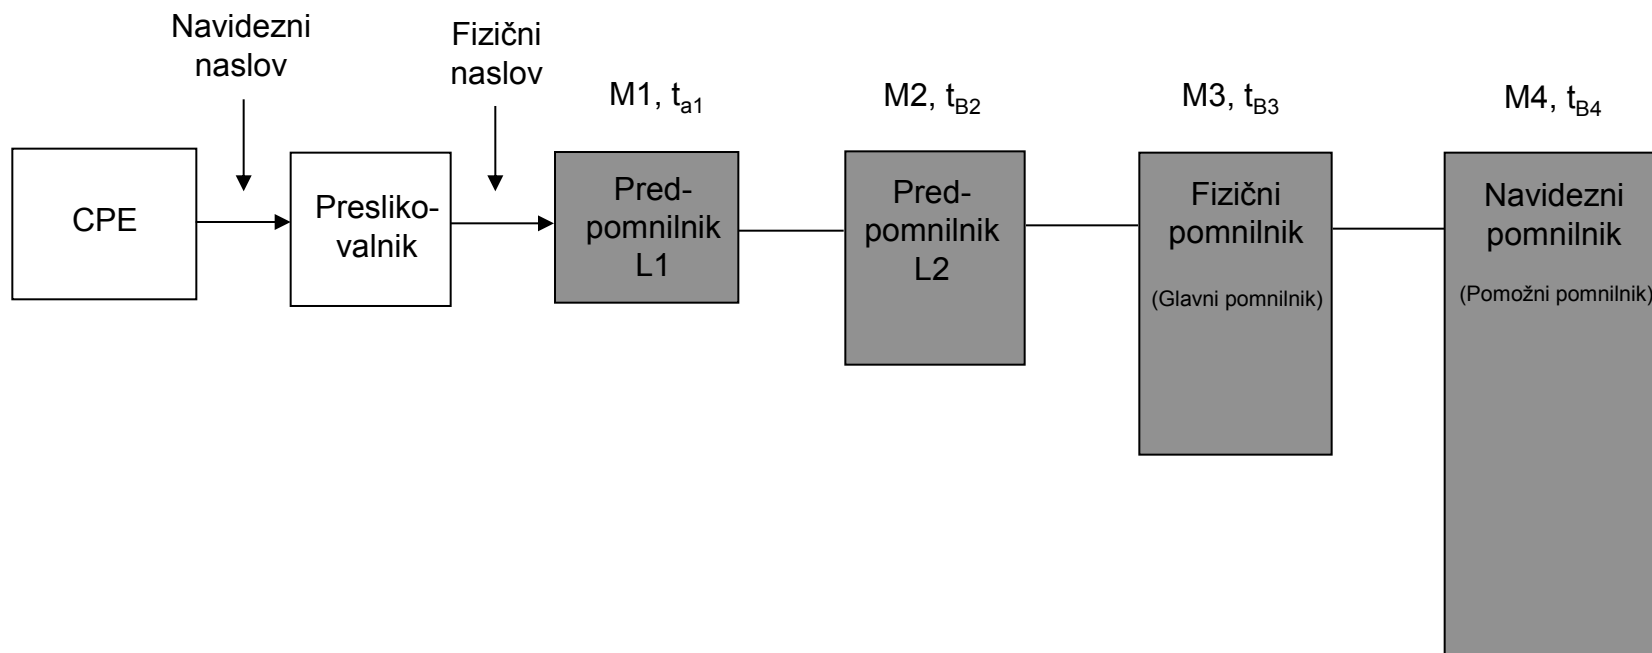 Navidezni
naslov
Fizični
naslov
M1, ta1
M2, tB2
M3, tB3
M4, tB4
CPE
Resliko-
valnik
Pred-
pomnilnik
L1
Pred-
pomnilnik
L2
Fizični
pomnilnik
(Glavni pomnilnik)
Navidezni
pomnilnik
(Pomožni pomnilnik)